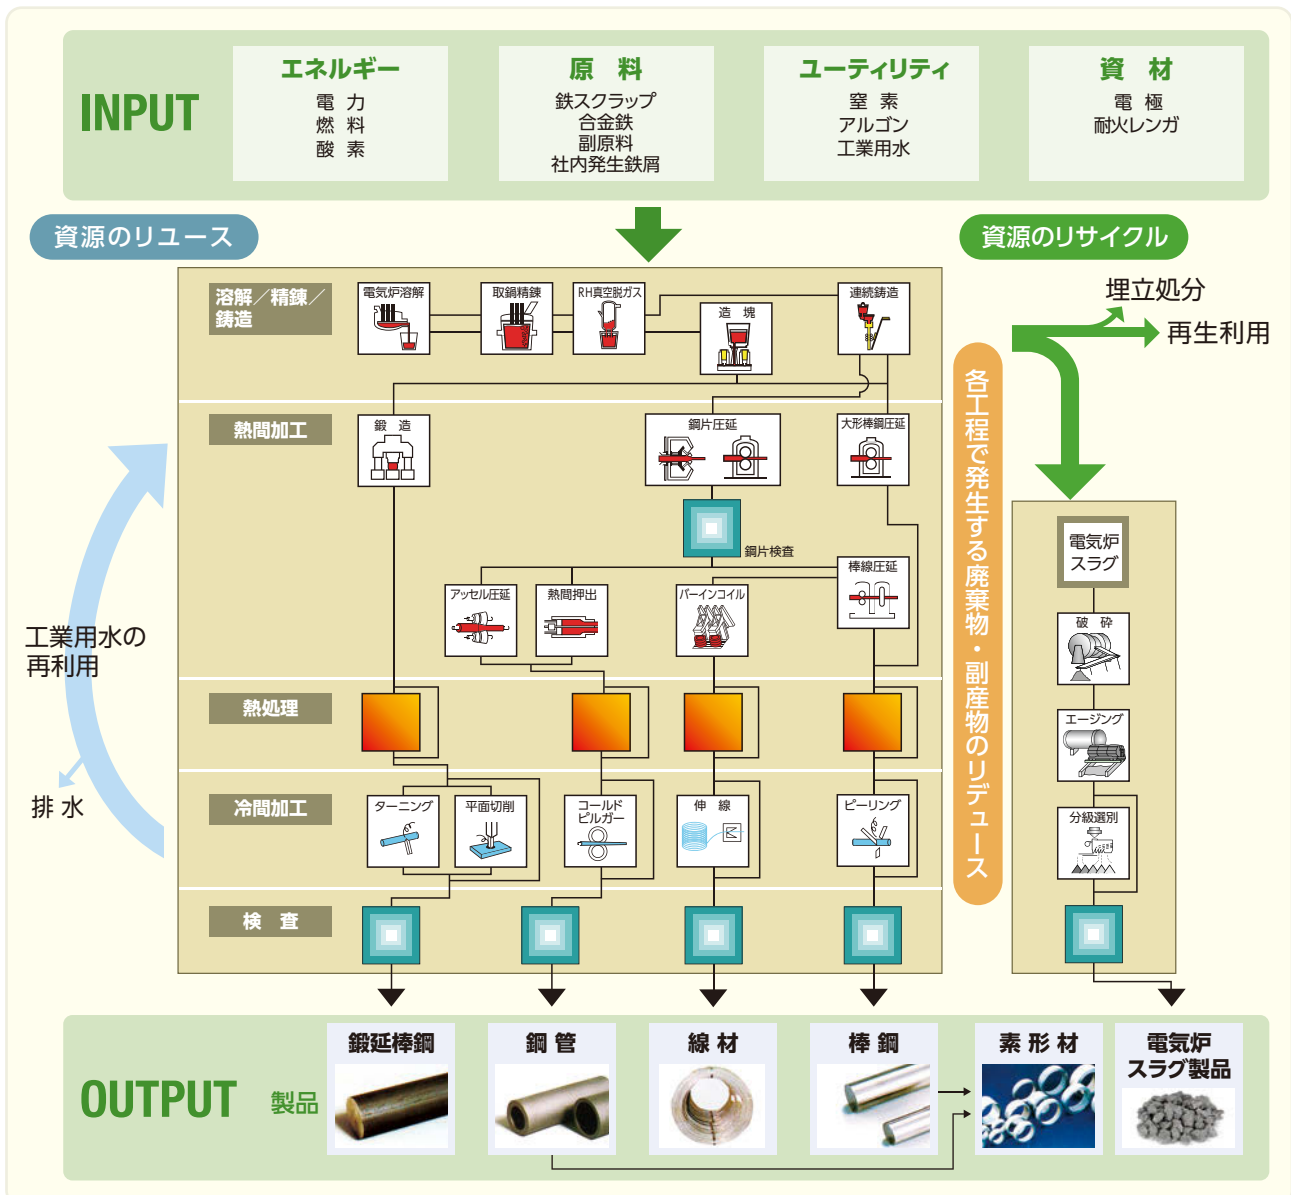 INPUT
エネルギー
電 力
燃 料
酸 素
原 料
鉄スクラップ
合金鉄
副原料
社内発生鉄屑
ユーティリティ
窒 素
アルゴン
工業用水
資 材
電 極
耐火レンガ
資源のリユース
資源のリサイクル
溶解／精錬／
鋳造
電気炉溶解
取鍋精錬
RH真空脱ガス
造 塊
連続鋳造
埋立処分
再生利用
熱間加工
鍛 造
鋼片圧延
大形棒鋼圧延
鋼片検査
アッセル圧延
熱間押出
バーインコイル
棒線圧延
各工程で発生する廃棄物・副産物のリデュース
電気炉
スラグ
破 砕
エージング
分級選別
工業用水の
再利用
排 水
熱処理
冷間加工
ターニング
平面切削
コールド
ピルガー
伸 線
ピーリング
検 査
OUTPUT
製品
鍛延棒鋼
鋼 管
線 材
棒 鋼
素 形 材
電気炉
スラグ製品